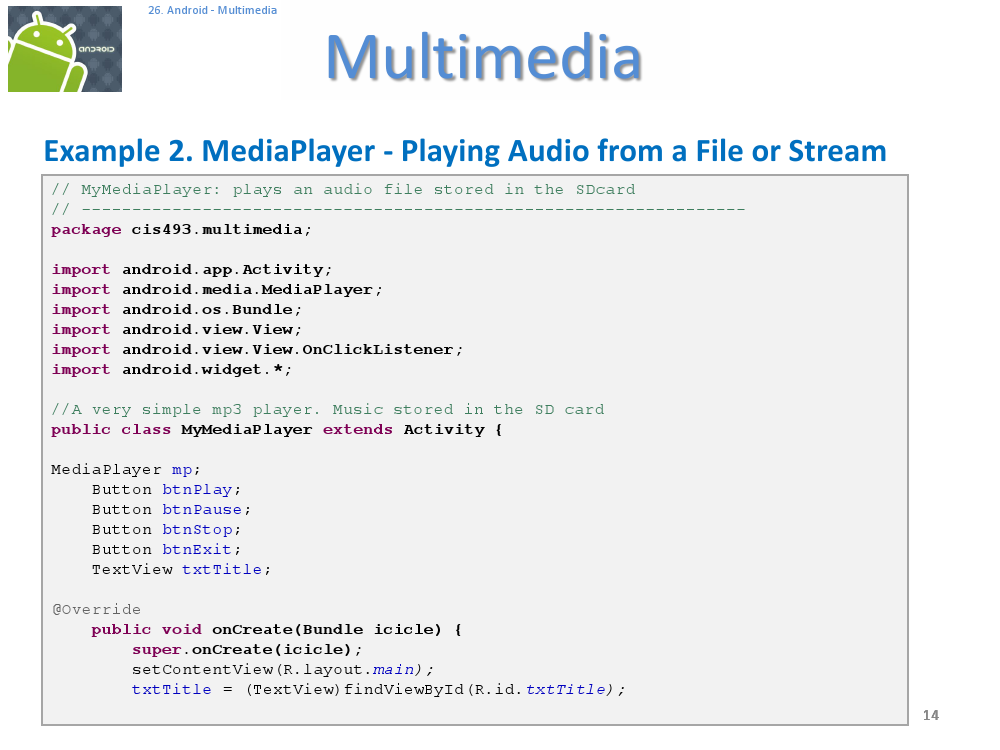 26. Android - Multimedia
ANDROID
Multimedia
Example 2. MediaPlayer - Playing Audio from a File or Stream
// MyMediaPlayer: plays an audio file stored in the SDcard
// ------------------------------------------------------------------
package cis493.multimedia;
import android.app.Activity;
import android.media.MediaPlayer;
import android.os.Bundle;
import android.view.View;
import android.view.View.OnClickListener;
import android.widget.*;
//A very simple mp3 player. Music stored in the SD card
public class MyMediaPlayer extends Activity {
MediaPlayer mp;
Button btnPlay;
Button btnPause;
Button btnStop;
Button btnExit;
TextView txtTitle;
@Override
public void onCreate(Bundle icicle) {
super.onCreate(icicle);
setContentView(R.layout.main);
txtTitle = (TextView)findViewById(R.id.txtTitle);
14